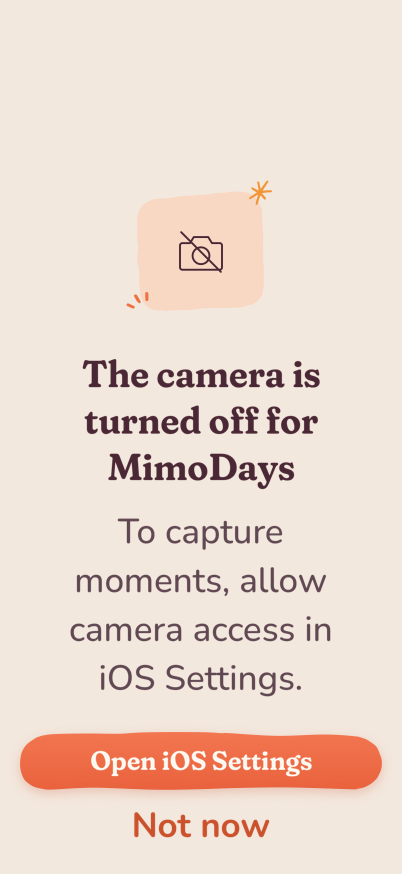 The camera is
turned off for
MimoDays
To capture
moments, allow
camera access in
iOS Settings.
Open iOS Settings
Not now